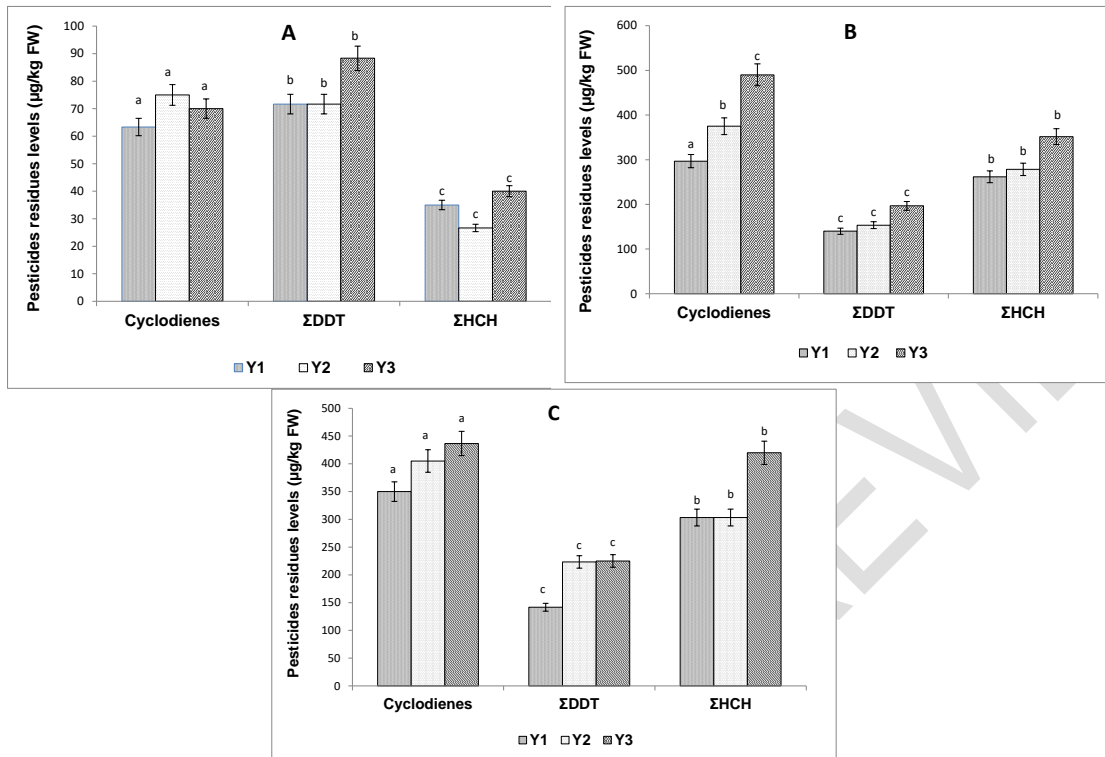 A
Pesticides residues levels (µg/kg FW)
100
90
80
70
60
50
40
30
20
10
0
a
a
a
b
b
b
c
c
c
Cyclodienes
ΣDDT
ΣHCH
Y1
Y2
Y3
B
Pesticides residues levels (µg/kg FW)
600
500
400
300
200
100
0
a
b
c
c
c
c
b
b
b
Cyclodienes
ΣDDT
ΣHCH
Y1
Y2
Y3
C
Pesticides residues levels (µg/kg FW)
500
450
400
350
300
250
200
150
100
50
0
a
a
a
c
c
c
b
b
b
Cyclodienes
ΣDDT
ΣHCH
Y1
Y2
Y3